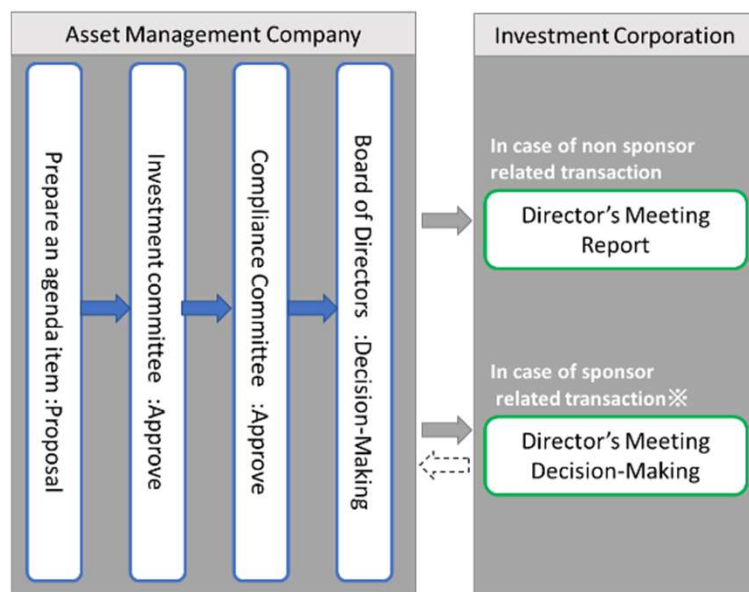 Asset Management Company
Prepare an agenda item :Proposal
Investment committee :Approve
Compliance Committee :Approve
Board of Directors :Decision-Making
Investment Corporation
In case of non sponsor
related transaction
Director’s Meeting
Report
In case of sponsor
related transaction※
Director’s Meeting
Decision-Making